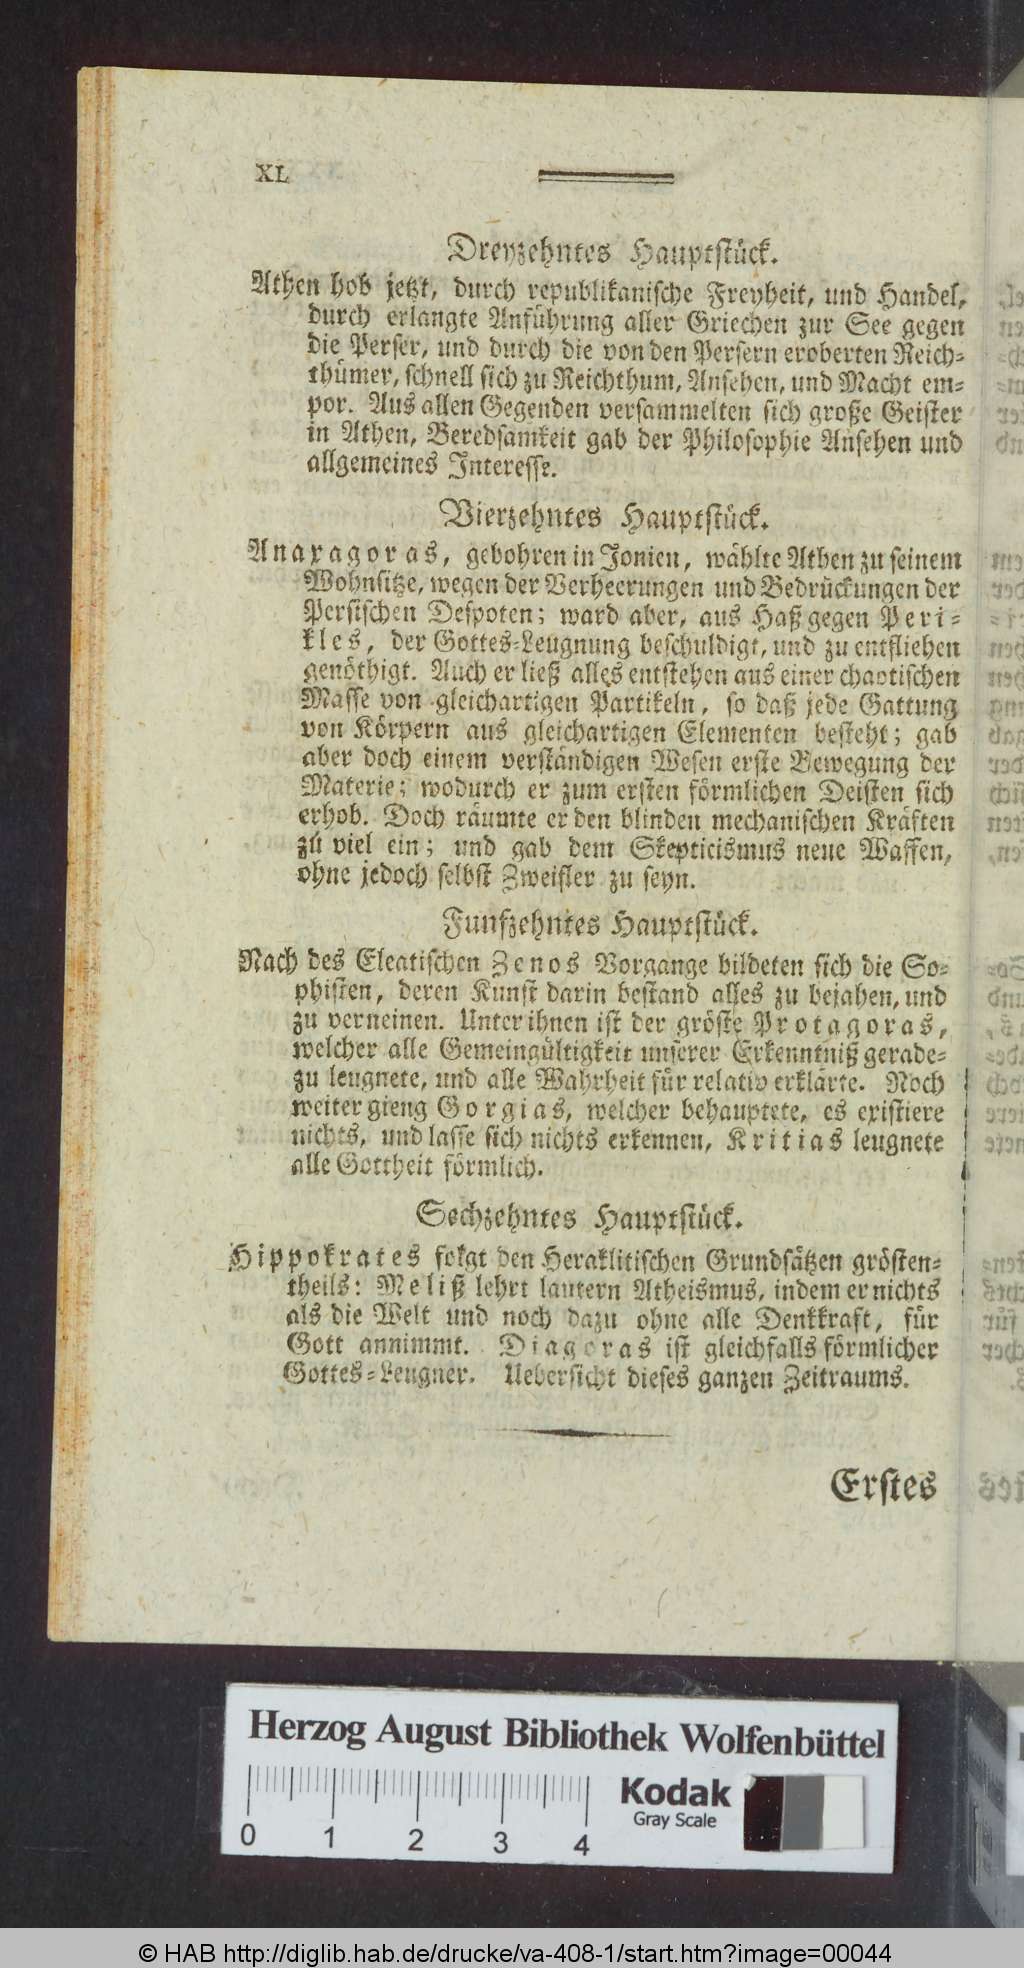 XL
Dreyzehntes Hauptstück.
Athen hob jetzt, durch republikanische Freyheit, und Handel,
durch erlangte Anführung aller Griechen zur See gegen
die Perser, und durch die von den Persern eroberten Reich-
thümer, schnell sich zu Reichthum, Ansehen, und Macht em-
por. Aus allen Gegenden versammelten sich große Geister
in Athen, Beredsamkeit gab der Philosophie Ansehen und
allgemeines Interesse.
Vierzehntes Hauptstück.
Anaxagoras, gebohren in Jonien, wählte Athen zu seinem
Wohnsitze, wegen der Verheerungen und Bedrückungen der
Persischen Despoten; ward aber, aus Haß gegen Peri-
kles, der Gottes-Leugnung beschuldigt, und zu entfliehen
genöthigt. Auch er ließ alles entstehen aus einer chaotischen
Masse von gleichartigen Partikeln, so daß jede Gattung
von Körpern aus gleichartigen Elementen besteht; gab
aber doch einem verständigen Wesen erste Bewegung der
Materie; wodurch er zum ersten förmlichen Deisten sich
erhob. Doch räumte er den blinden mechanischen Kräften
zu viel ein; und gab dem Skepticismus neue Waffen,
ohne jedoch selbst Zweifler zu seyn.
Funfzehntes Hauptstück.
Nach des Eleatischen Zenos Vorgange bildeten sich die So-
phisten, deren Kunst darin bestand alles zu bejahen, und
zu verneinen. Unter ihnen ist der gröste Protagoras,
welcher alle Gemeingültigkeit unserer Erkenntniß gerade-
zu leugnete, und alle Wahrheit für relativ erklärte. Noch
weiter gieng Gorgias, welcher behauptete, es existiere
nichts, und lasse sich nichts erkennen, Kritias leugnete
alle Gottheit förmlich.
Sechzehntes Hauptstück.
Hippokrates folgt den Heraklitischen Grundsätzen grösten-
theils: Meliß lehrt lautern Atheismus, indem er nichts
als die Welt und noch dazu ohne alle Denkkraft, für
Gott annimmt. Diagoras ist gleichfalls förmlicher
Gottes-Leugner. Uebersicht dieses ganzen Zeitraums.
Erstes
Herzog August Bibliothek Wolfenbüttel
Kodak
Gray Scale
0 1 2 3 4
© HAB http://diglib.hab.de/drucke/va-408-1/start.htm?image=00044